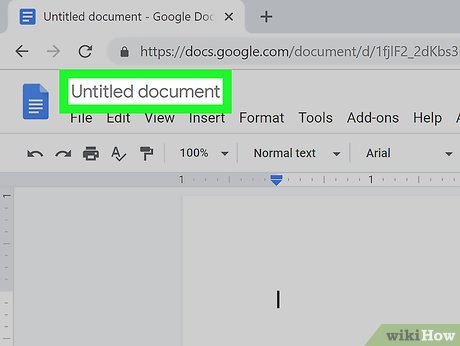 Untitled document - Google Doc
https://docs.google.com/document/d/1fjlF2_2dKbs3
Untitled document
File Edit View Insert Format Tools Add-ons Help
100% Normal text Arial
1 1
1
wikiHow